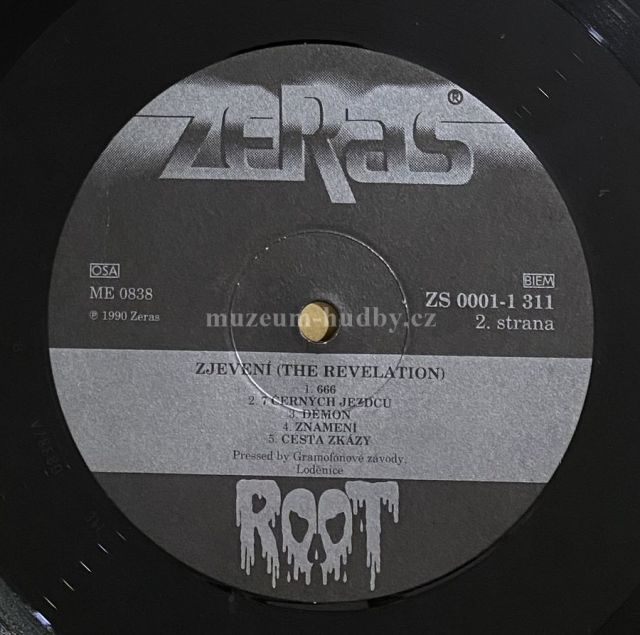 ZERas®
OSA
BIEM
ME 0838
ZS 0001-1 311
℗ 1990 Zeras
2. strana
muzeum-hudby.cz
ZJEVENÍ (THE REVELATION)
1. 666
2. 7 ČERNÝCH JEZDCŮ
3. DÉMON
4. ZNAMENÍ
5. CESTA ZKÁZY
Pressed by Gramofonové závody,
Loděnice
ROOT